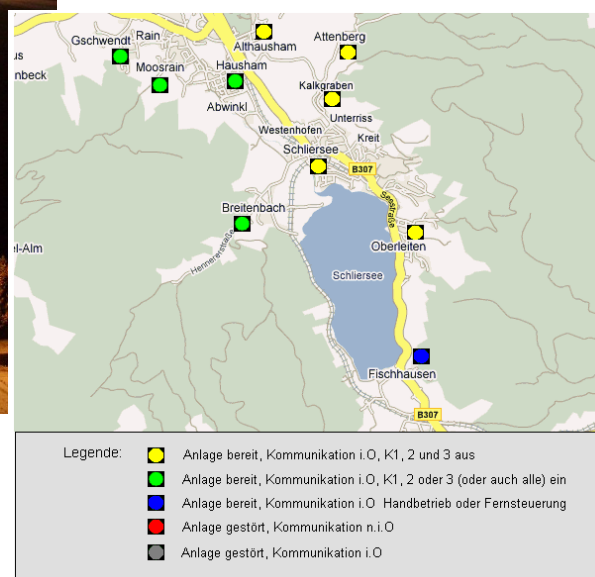 Gschwendt
Rain
Althausham
Attenberg
us
nbeck
Moosrain
Hausham
Kalkgraben
Abwinkl
Unterriss
Westenhofen
Kreit
Schliersee
B307
Seestraße
Breitenbach
Oberleiten
el-Alm
Hennererstraße
Schliersee
Fischhausen
B307
Legende:
Anlage bereit, Kommunikation i.O, K1, 2 und 3 aus
Anlage bereit, Kommunikation i.O, K1, 2 oder 3 (oder auch alle) ein
Anlage bereit, Kommunikation i.O Handbetrieb oder Fernsteuerung
Anlage gestört, Kommunikation n.i.O
Anlage gestört, Kommunikation i.O